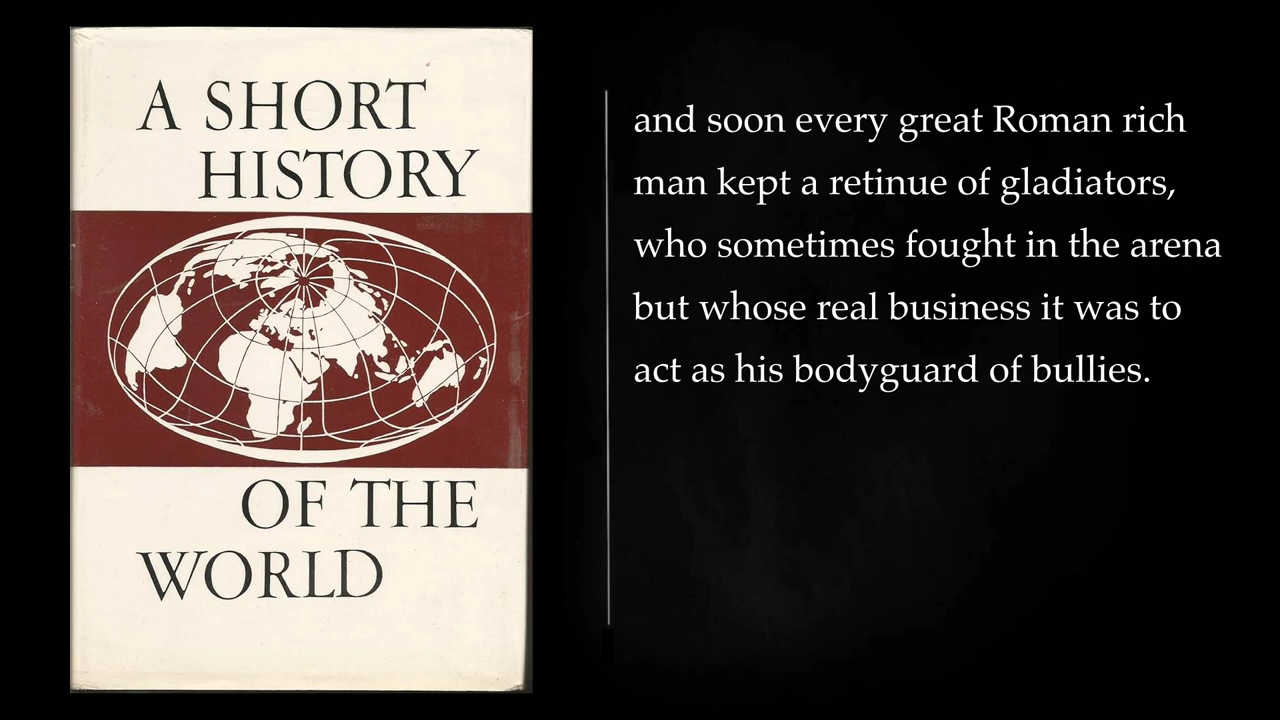 A SHORT
HISTORY
OF THE
WORLD
and soon every great Roman rich
man kept a retinue of gladiators,
who sometimes fought in the arena
but whose real business it was to
act as his bodyguard of bullies.